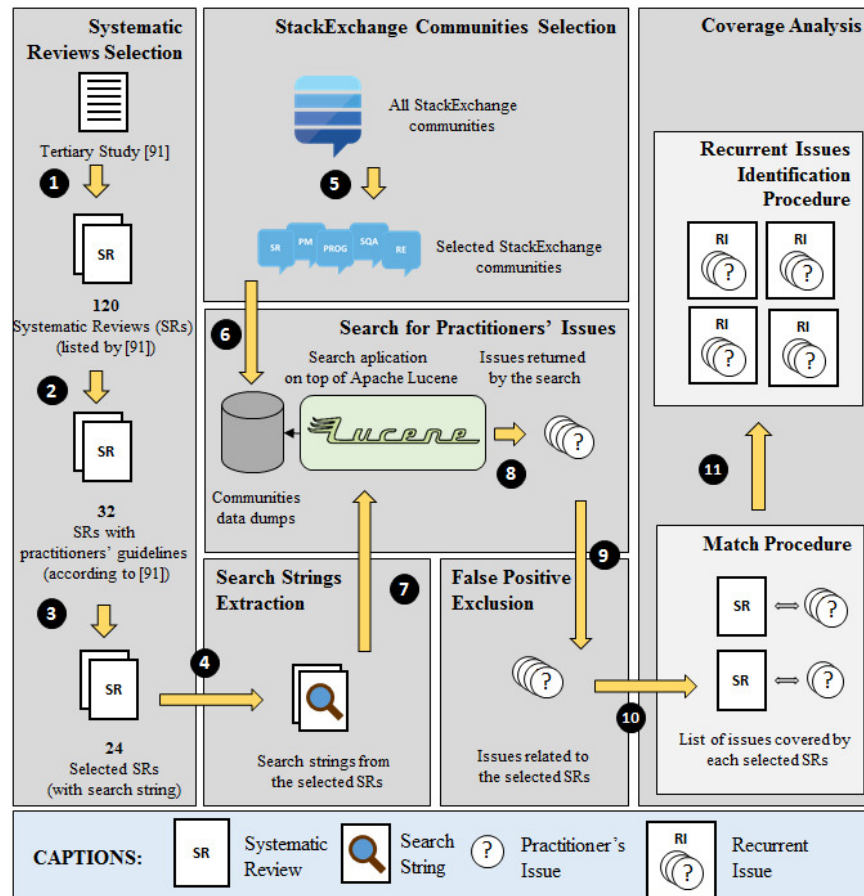 Systematic
Reviews Selection
Tertiary Study [91]
1
SR
120
Systematic Reviews (SRs)
(listed by [91])
2
SR
32
SRs with
practitioners' guidelines
(according to [91])
3
SR
24
Selected SRs
(with search string)
4
StackExchange Communities Selection
All StackExchange
communities
5
SR
PM
PROG
SQA
RE
Selected StackExchange
communities
6
Search for Practitioners' Issues
Search aplication
on top of Apache Lucene
Issues returned
by the search
Lucene
8
?
Communities
data dumps
Search Strings
Extraction
7
Search strings from
the selected SRs
False Positive
Exclusion
9
?
Issues related to
the selected SRs
10
Coverage Analysis
Recurrent Issues
Identification
Procedure
RI
?
RI
?
RI
?
RI
?
11
Match Procedure
SR
?
SR
?
List of issues covered by
each selected SRs
CAPTIONS:
SR
Systematic
Review
Search
String
?
Practitioner's
Issue
RI
?
Recurrent
Issue